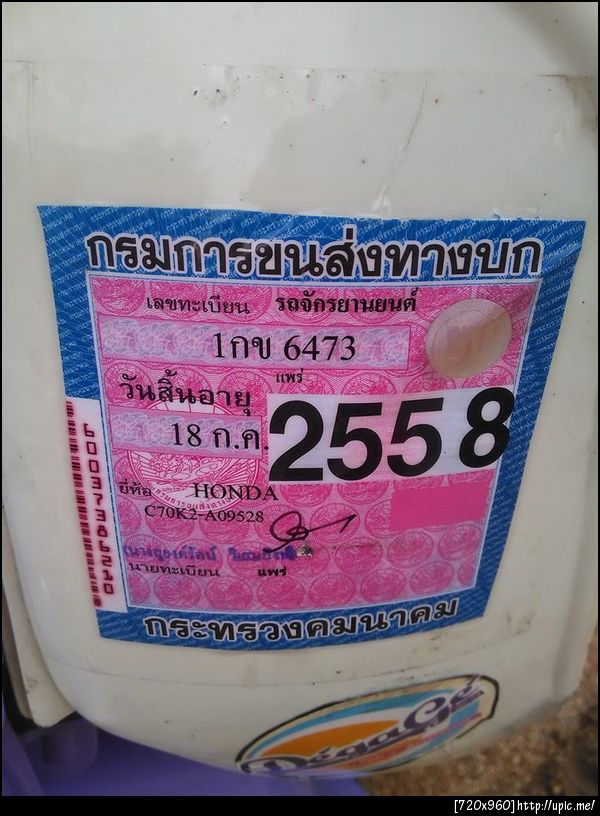 กรมการขนส่งทางบก
เลขทะเบียน รถจักรยานยนต์
1กข 6473
แพร่
วันสิ้นอายุ
18 ก.ค. 2558
ยี่ห้อ HONDA
C70K2-A09528
นายทะเบียน แพร่
60037386210
กระทรวงคมนาคม
Dégagé
[720x960]http://upic.me/